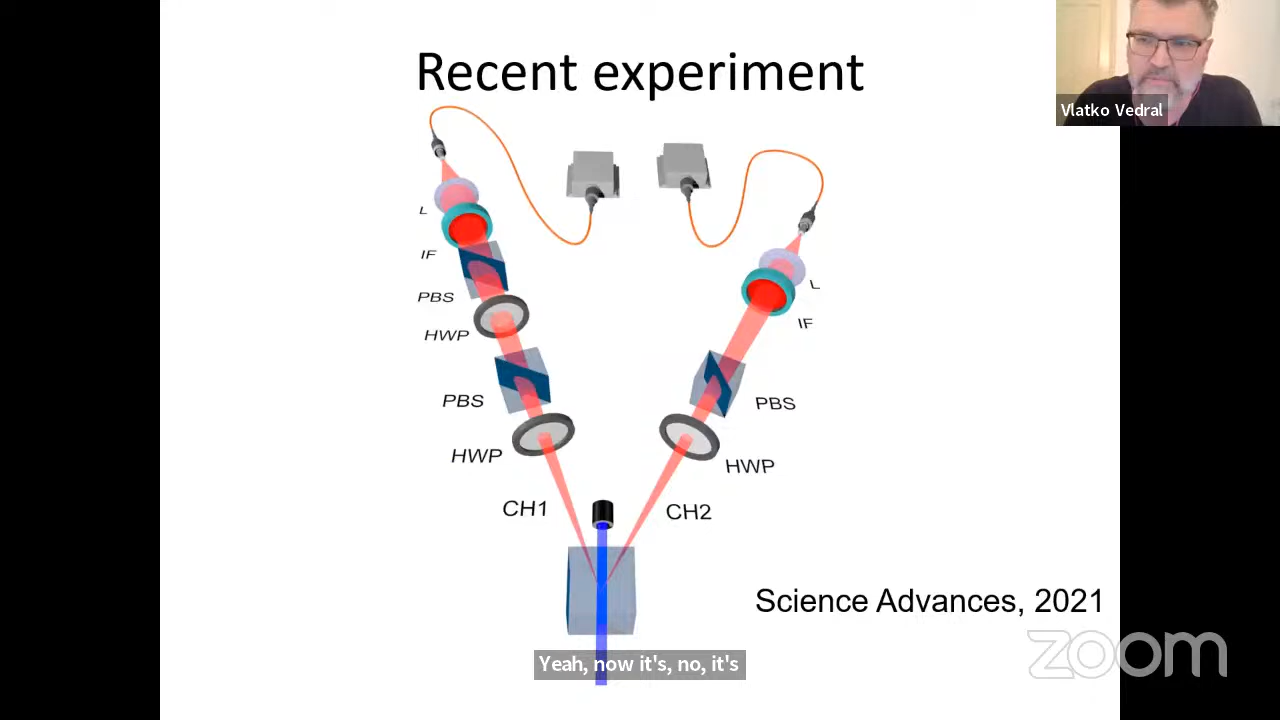 Recent experiment
Vlatko Vedral
L
IF
PBS
HWP
PBS
HWP
CH1
L
IF
PBS
HWP
CH2
Science Advances, 2021
zoom
Yeah, now it's, no, it's